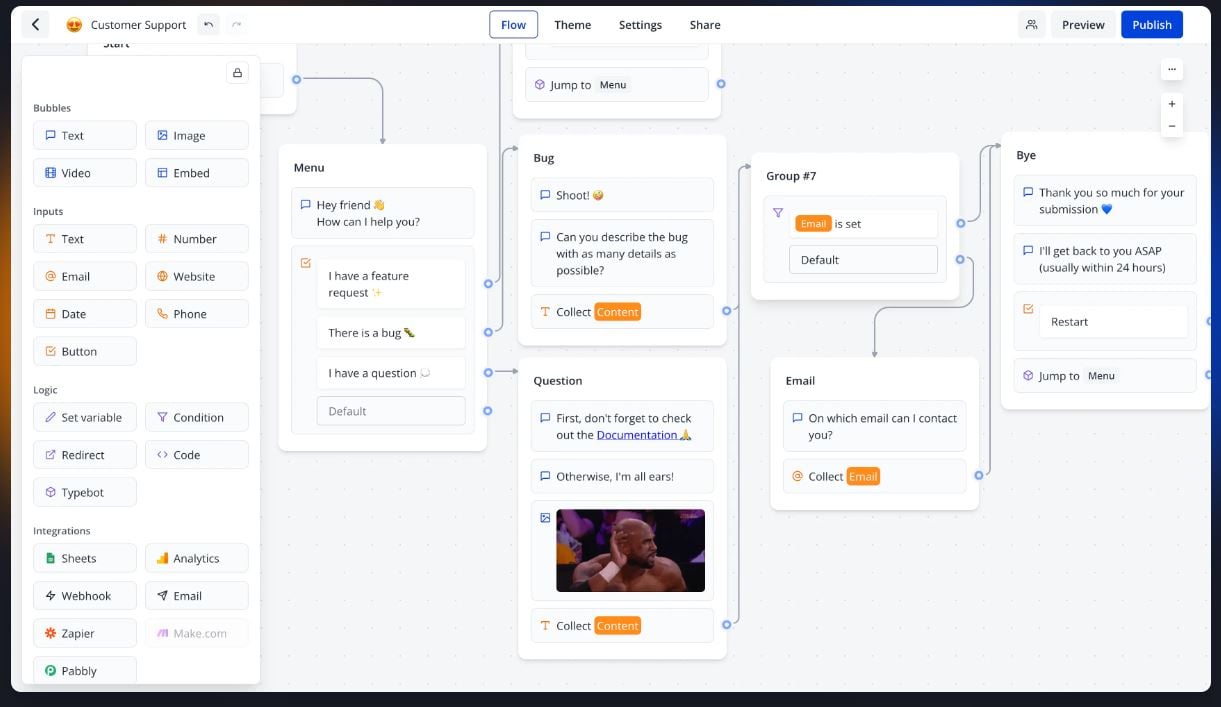 Customer Support
Flow
Theme
Settings
Share
Preview
Publish
Start
Bubbles
Text
Image
Video
Embed
Inputs
Text
Number
Email
Website
Date
Phone
Button
Logic
Set variable
Condition
Redirect
Code
Typebot
Integrations
Sheets
Analytics
Webhook
Email
Zapier
Make.com
Pabbly
Menu
Hey friend 👋
How can I help you?
I have a feature
request ✨
There is a bug 🐛
I have a question 💭
Default
Jump to Menu
Bug
Shoot! 🤪
Can you describe the bug
with as many details as
possible?
Collect Content
Question
First, don't forget to check
out the Documentation 🙏
Otherwise, I'm all ears!
Collect Content
Group #7
Email is set
Default
Email
On which email can I contact
you?
Collect Email
Bye
Thank you so much for your
submission 💙
I'll get back to you ASAP
(usually within 24 hours)
Restart
Jump to Menu